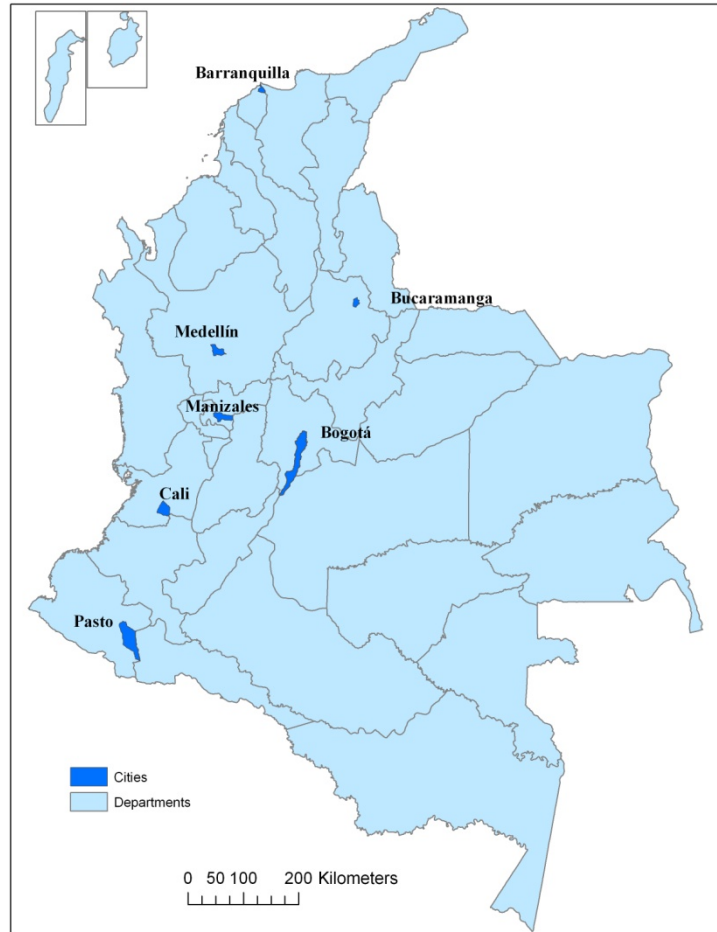 Barranquilla
Bucaramanga
Medellín
Manizales
Bogotá
Cali
Pasto
Cities
Departments
0 50 100 200 Kilometers